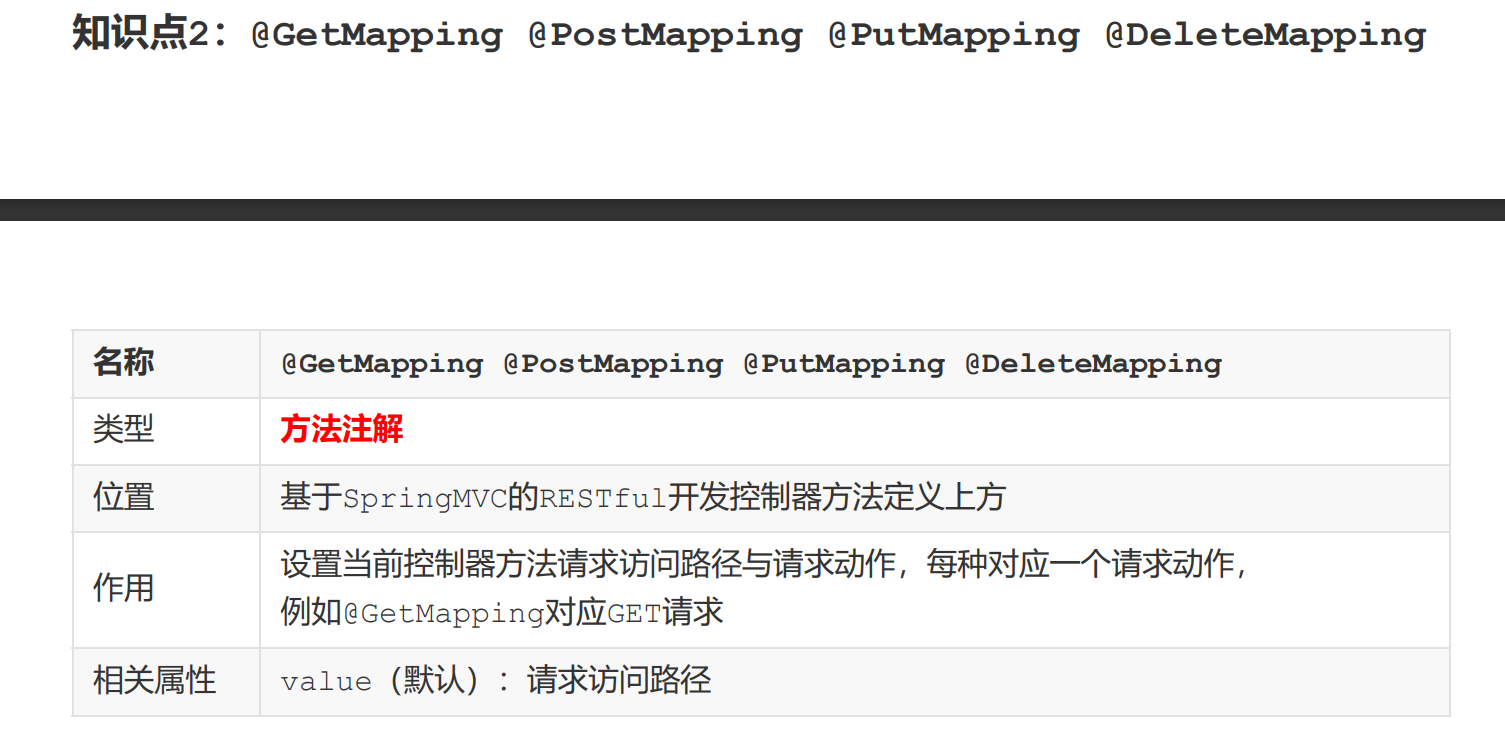 知识点2：@GetMapping @PostMapping @PutMapping @DeleteMapping
名称 @GetMapping @PostMapping @PutMapping @DeleteMapping
类型 方法注解
位置 基于SpringMVC的RESTful开发控制器方法定义上方
作用 设置当前控制器方法请求访问路径与请求动作，每种对应一个请求动作，
例如@GetMapping对应GET请求
相关属性 value（默认）：请求访问路径